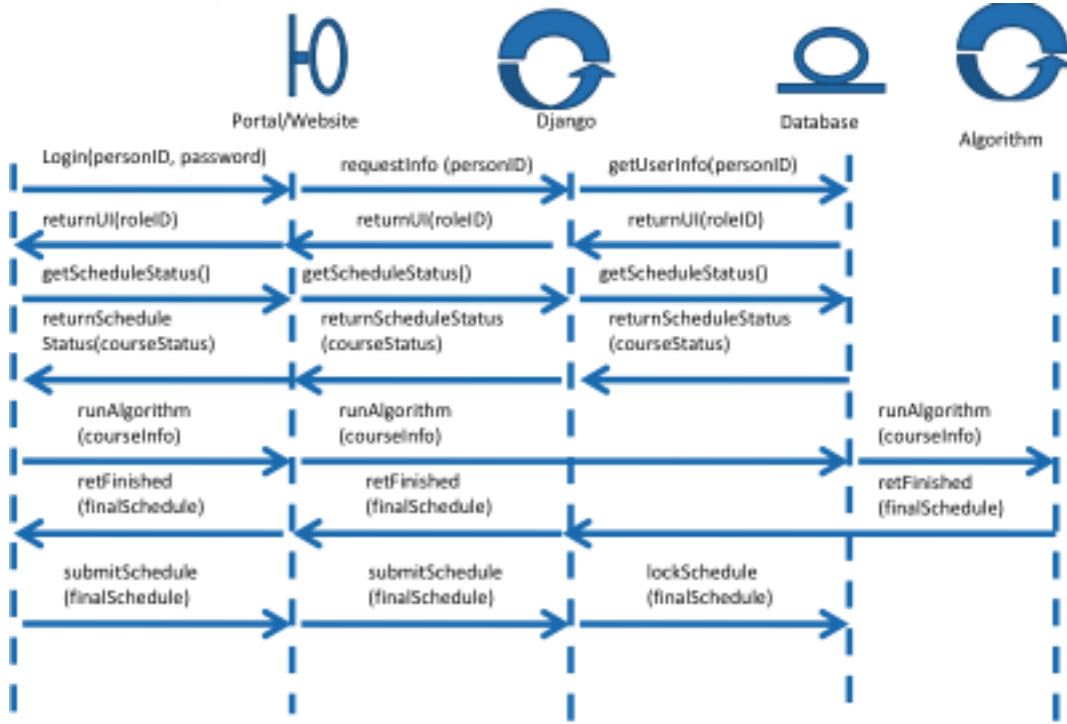 Portal/Website
Django
Database
Algorithm
Login(personID, password)
requestInfo (personID)
getUserInfo(personID)
returnUI(roleID)
returnUI(roleID)
returnUI(roleID)
getScheduleStatus()
getScheduleStatus()
getScheduleStatus()
returnSchedule
Status(courseStatus)
returnScheduleStatus
(courseStatus)
returnScheduleStatus
(courseStatus)
runAlgorithm
(courseInfo)
runAlgorithm
(courseInfo)
runAlgorithm
(courseInfo)
retFinished
(finalSchedule)
retFinished
(finalSchedule)
retFinished
(finalSchedule)
submitSchedule
(finalSchedule)
submitSchedule
(finalSchedule)
lockSchedule
(finalSchedule)